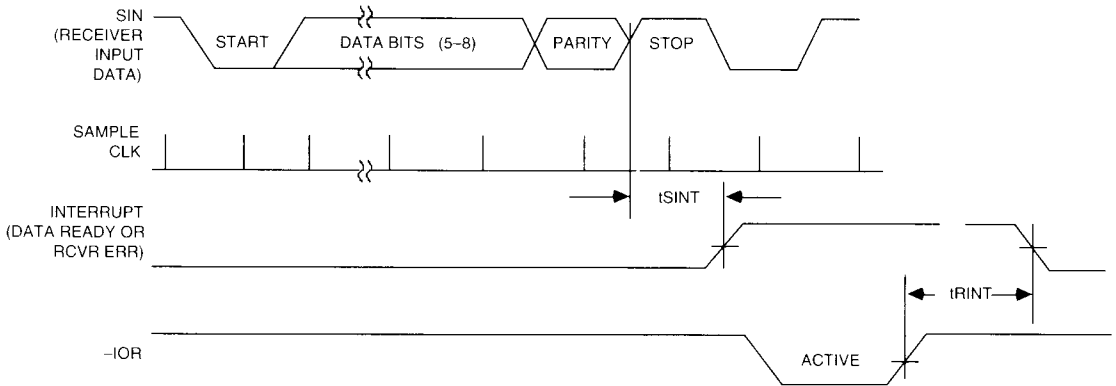 SIN
(RECEIVER
INPUT
DATA)
START
DATA BITS (5–8)
PARITY
STOP
SAMPLE
CLK
tSINT
INTERRUPT
(DATA READY OR
RCVR ERR)
tRINT
–IOR
ACTIVE